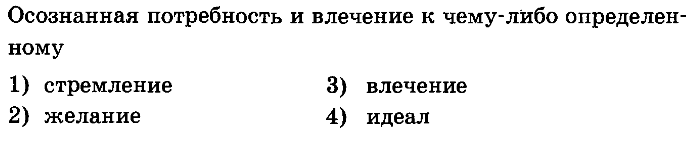 Осознанная потребность и влечение к чему-либо определен-
ному
1) стремление 3) влечение
2) желание 4) идеал